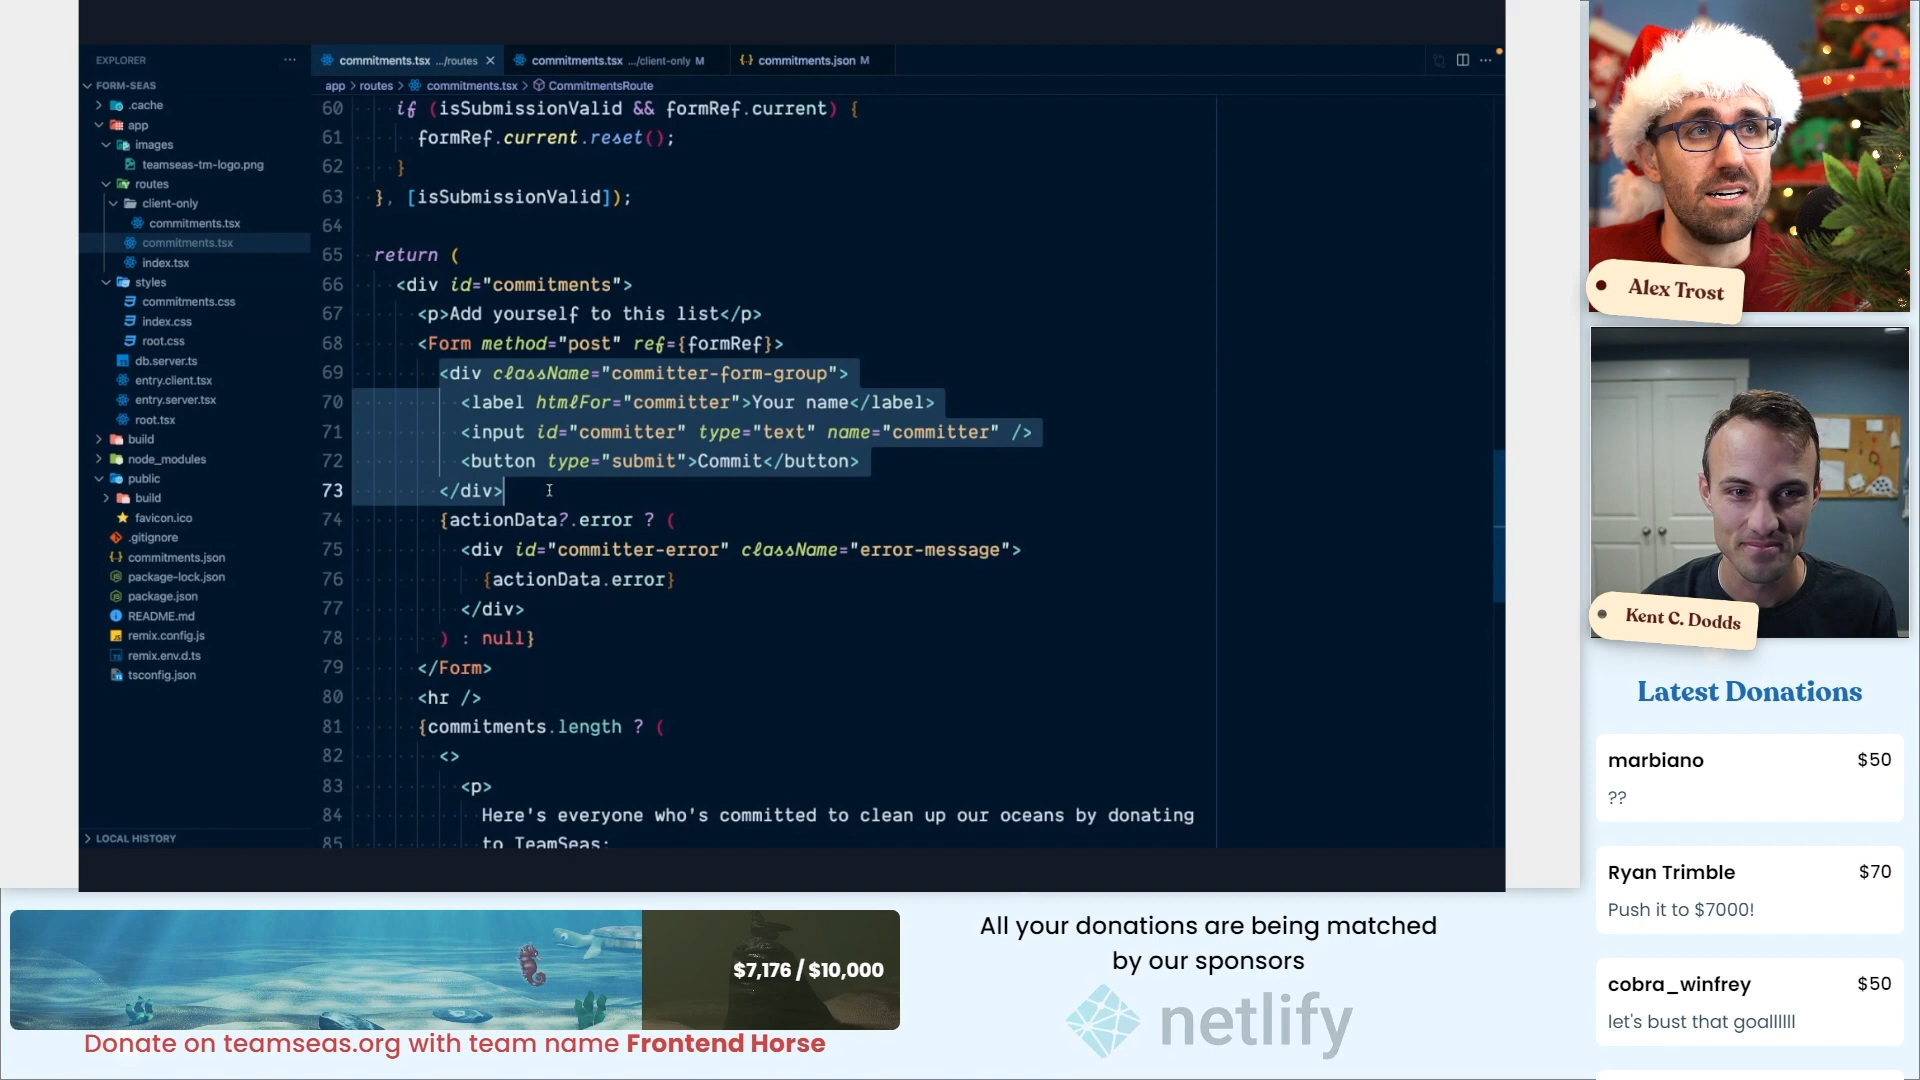 EXPLORER
FORM-SEAS
.cache
app
images
teamseas-tm-logo.png
routes
client-only
commitments.tsx
commitments.tsx
index.tsx
styles
commitments.css
index.css
root.css
db.server.ts
entry.client.tsx
entry.server.tsx
root.tsx
build
node_modules
public
build
favicon.ico
.gitignore
commitments.json
package-lock.json
package.json
README.md
remix.config.js
remix.env.d.ts
tsconfig.json
LOCAL HISTORY
commitments.tsx .../routes
commitments.tsx .../client-only M
commitments.json M
app > routes > commitments.tsx > CommitmentsRoute
60 if (isSubmissionValid && formRef.current) {
61 formRef.current.reset();
62 }
63 }, [isSubmissionValid]);
64
65 return (
66 <div id="commitments">
67 <p>Add yourself to this list</p>
68 <Form method="post" ref={formRef}>
69 <div className="committer-form-group">
70 <label htmlFor="committer">Your name</label>
71 <input id="committer" type="text" name="committer" />
72 <button type="submit">Commit</button>
73 </div>
74 {actionData?.error ? (
75 <div id="committer-error" className="error-message">
76 {actionData.error}
77 </div>
78 ) : null}
79 </Form>
80 <hr />
81 {commitments.length ? (
82 <>
83 <p>
84 Here's everyone who's committed to clean up our oceans by donating
85 to TeamSeas:
Alex Trost
Kent C. Dodds
Latest Donations
marbiano $50
??
Ryan Trimble $70
Push it to $7000!
cobra_winfrey $50
let's bust that goallllll
$7,176 / $10,000
Donate on teamseas.org with team name Frontend Horse
All your donations are being matched
by our sponsors
netlify